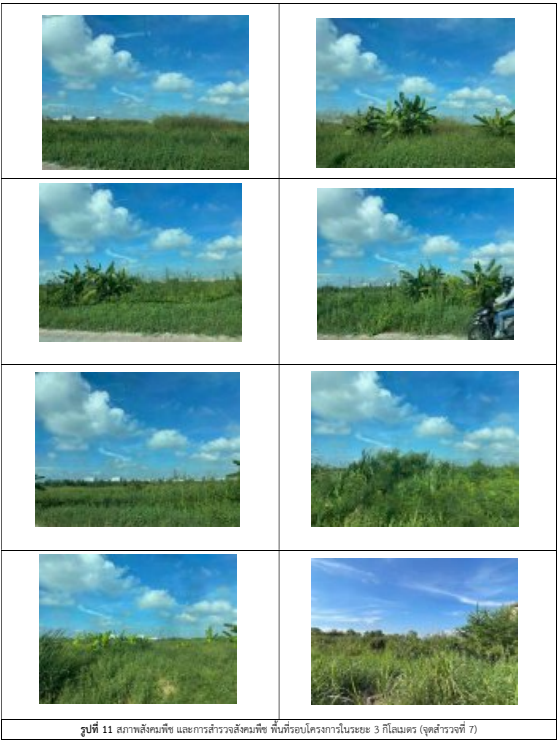 รูปที่ 11 สภาพสังคมพืช และการสำรวจสังคมพืช พื้นที่รอบโครงการในระยะ 3 กิโลเมตร (จุดสำรวจที่ 7)